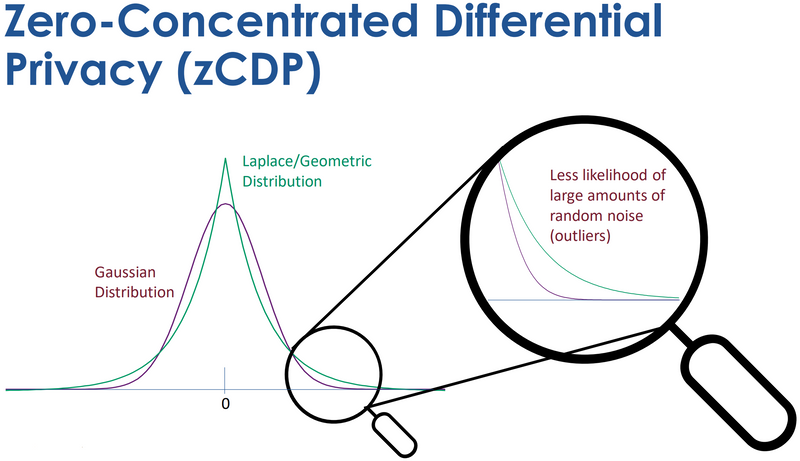 Zero-Concentrated Differential
Privacy (zCDP)
Laplace/Geometric
Distribution
Less likelihood of
large amounts of
random noise
(outliers)
Gaussian
Distribution
0